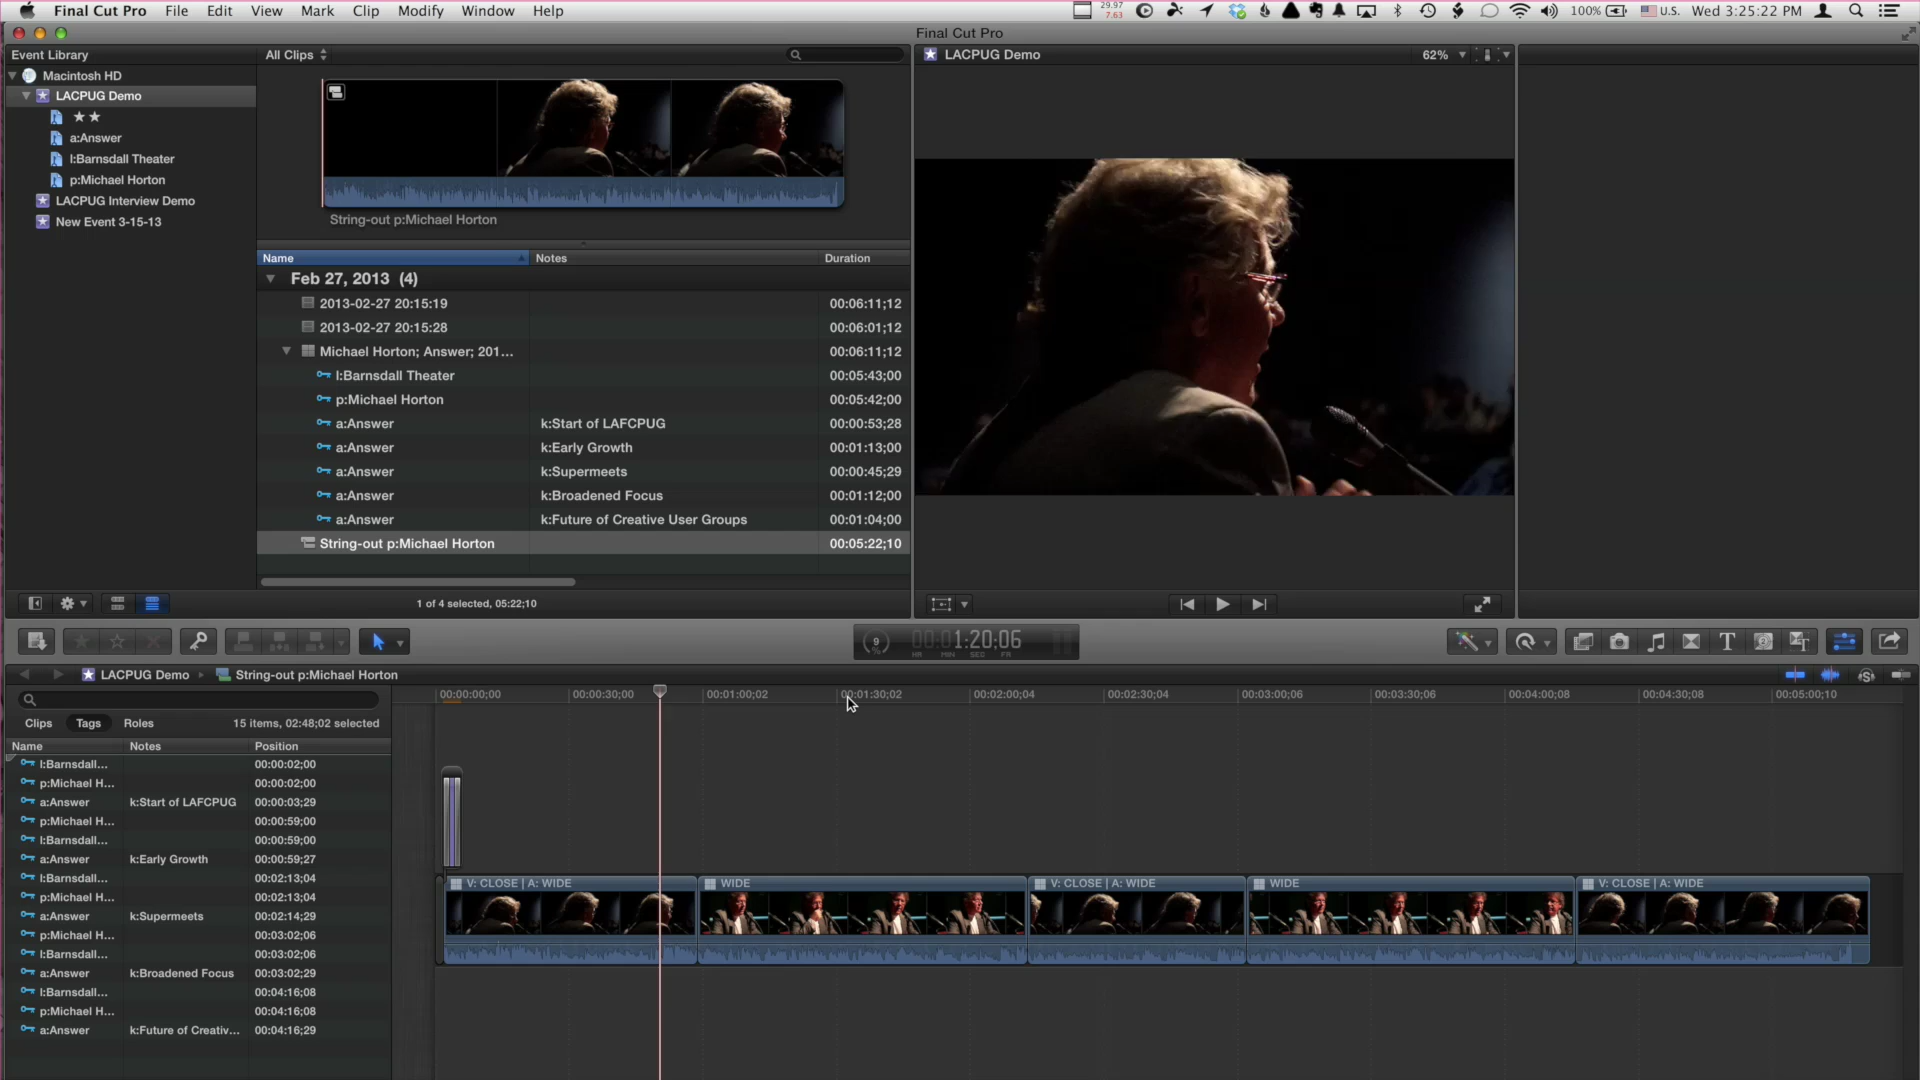 Final Cut Pro File Edit View Mark Clip Modify Window Help
29.97
7.63
100% U.S. Wed 3:25:22 PM
Final Cut Pro
Event Library
All Clips
LACPUG Demo
62%
Macintosh HD
LACPUG Demo
★★
a:Answer
l:Barnsdall Theater
p:Michael Horton
LACPUG Interview Demo
New Event 3-15-13
String-out p:Michael Horton
Name Notes Duration
Feb 27, 2013 (4)
2013-02-27 20:15:19 00:06:11;12
2013-02-27 20:15:28 00:06:01;12
Michael Horton; Answer; 201... 00:06:11;12
l:Barnsdall Theater 00:05:43;00
p:Michael Horton 00:05:42;00
a:Answer k:Start of LAFCPUG 00:00:53;28
a:Answer k:Early Growth 00:01:13;00
a:Answer k:Supermeets 00:00:45;29
a:Answer k:Broadened Focus 00:01:12;00
a:Answer k:Future of Creative User Groups 00:01:04;00
String-out p:Michael Horton 00:05:22;10
1 of 4 selected, 05:22;10
9
%
00:01:20;06
HR MIN SEC FR
LACPUG Demo String-out p:Michael Horton
00:00:00;00 00:00:30;00 00:01:00;02 00:01:30;02 00:02:00;04 00:02:30;04 00:03:00;06 00:03:30;06 00:04:00;08 00:04:30;08 00:05:00;10
Clips Tags Roles 15 items, 02:48;02 selected
Name Notes Position
l:Barnsdall... 00:00:02;00
p:Michael H... 00:00:02;00
a:Answer k:Start of LAFCPUG 00:00:03;29
p:Michael H... 00:00:59;00
l:Barnsdall... 00:00:59;00
a:Answer k:Early Growth 00:00:59;27
l:Barnsdall... 00:02:13;04
p:Michael H... 00:02:13;04
a:Answer k:Supermeets 00:02:14;29
p:Michael H... 00:03:02;06
l:Barnsdall... 00:03:02;06
a:Answer k:Broadened Focus 00:03:02;29
l:Barnsdall... 00:04:16;08
p:Michael H... 00:04:16;08
a:Answer k:Future of Creativ... 00:04:16;29
V: CLOSE | A: WIDE WIDE V: CLOSE | A: WIDE WIDE V: CLOSE | A: WIDE